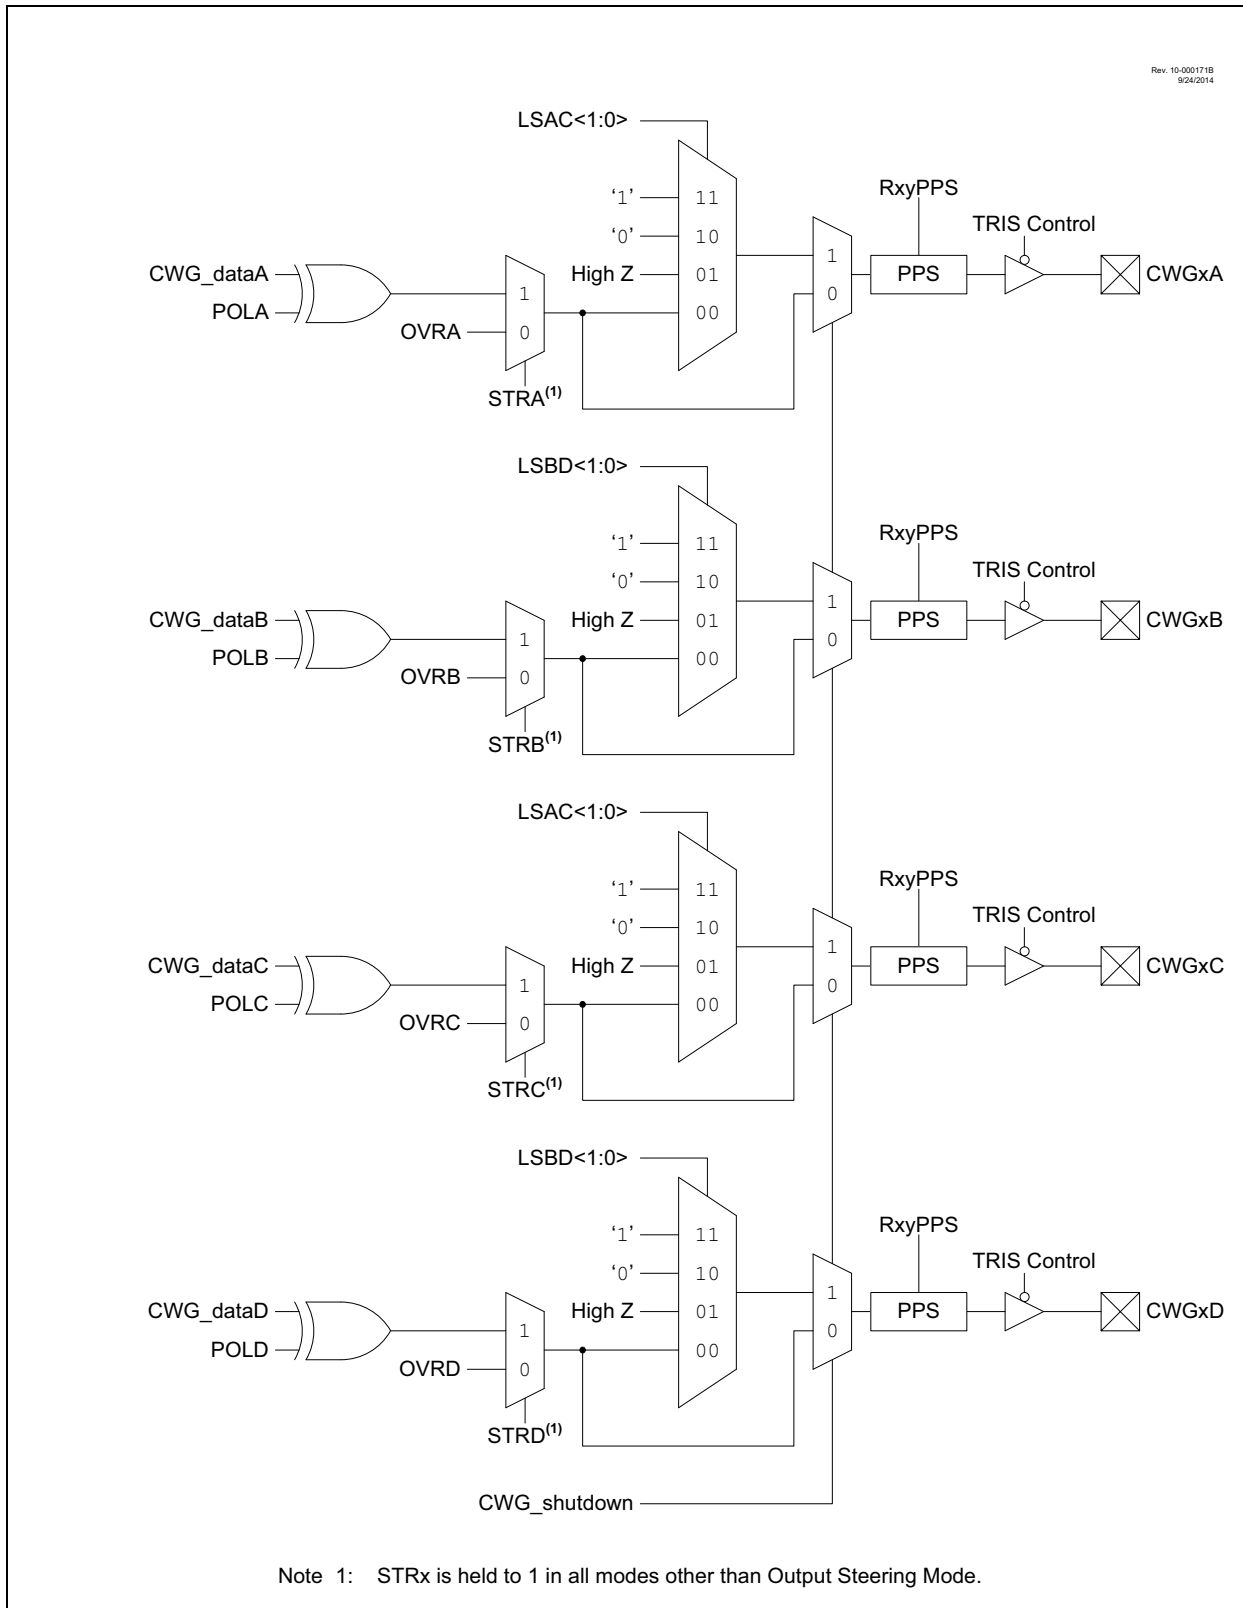 Rev. 10-000171B
9/24/2014
LSAC<1:0>
‘1’ 11
RxyPPS
‘0’ 10
TRIS Control
1
CWG_dataA
High Z 01
PPS
CWGxA
1
0
POLA
00
OVRA 0
STRA(1)
LSBD<1:0>
‘1’ 11
RxyPPS
‘0’ 10
TRIS Control
1
CWG_dataB
High Z 01
PPS
CWGxB
1
0
POLB
00
OVRB 0
STRB(1)
LSAC<1:0>
‘1’ 11
RxyPPS
‘0’ 10
TRIS Control
1
CWG_dataC
High Z 01
PPS
CWGxC
1
0
POLC
00
OVRC 0
STRC(1)
LSBD<1:0>
‘1’ 11
RxyPPS
‘0’ 10
TRIS Control
1
CWG_dataD
High Z 01
PPS
CWGxD
1
0
POLD
00
OVRD 0
STRD(1)
CWG_shutdown
Note 1: STRx is held to 1 in all modes other than Output Steering Mode.